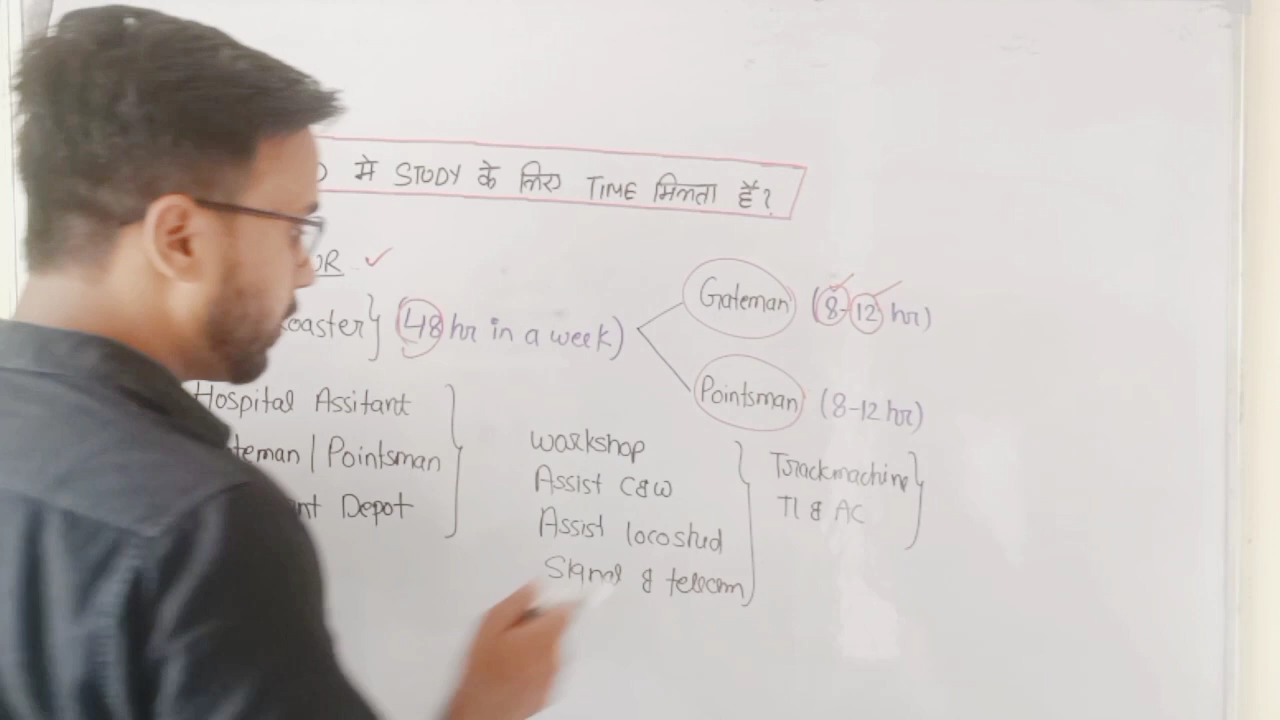 में STUDY के लिए TIME मिलता है?
OR
Roaster} (48 hr in a week)
Gateman (8-12 hr)
Pointsman (8-12 hr)
Hospital Assitant
teman | Pointsman
nt Depot
workshop
Assist C&W
Assist locoshed
Signal & telecom
Trackmachine
TL & AC